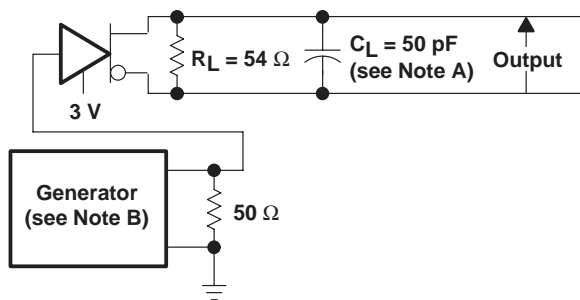 R_L = 54 Ω
C_L = 50 pF
(see Note A)
Output
3 V
Generator
(see Note B)
50 Ω